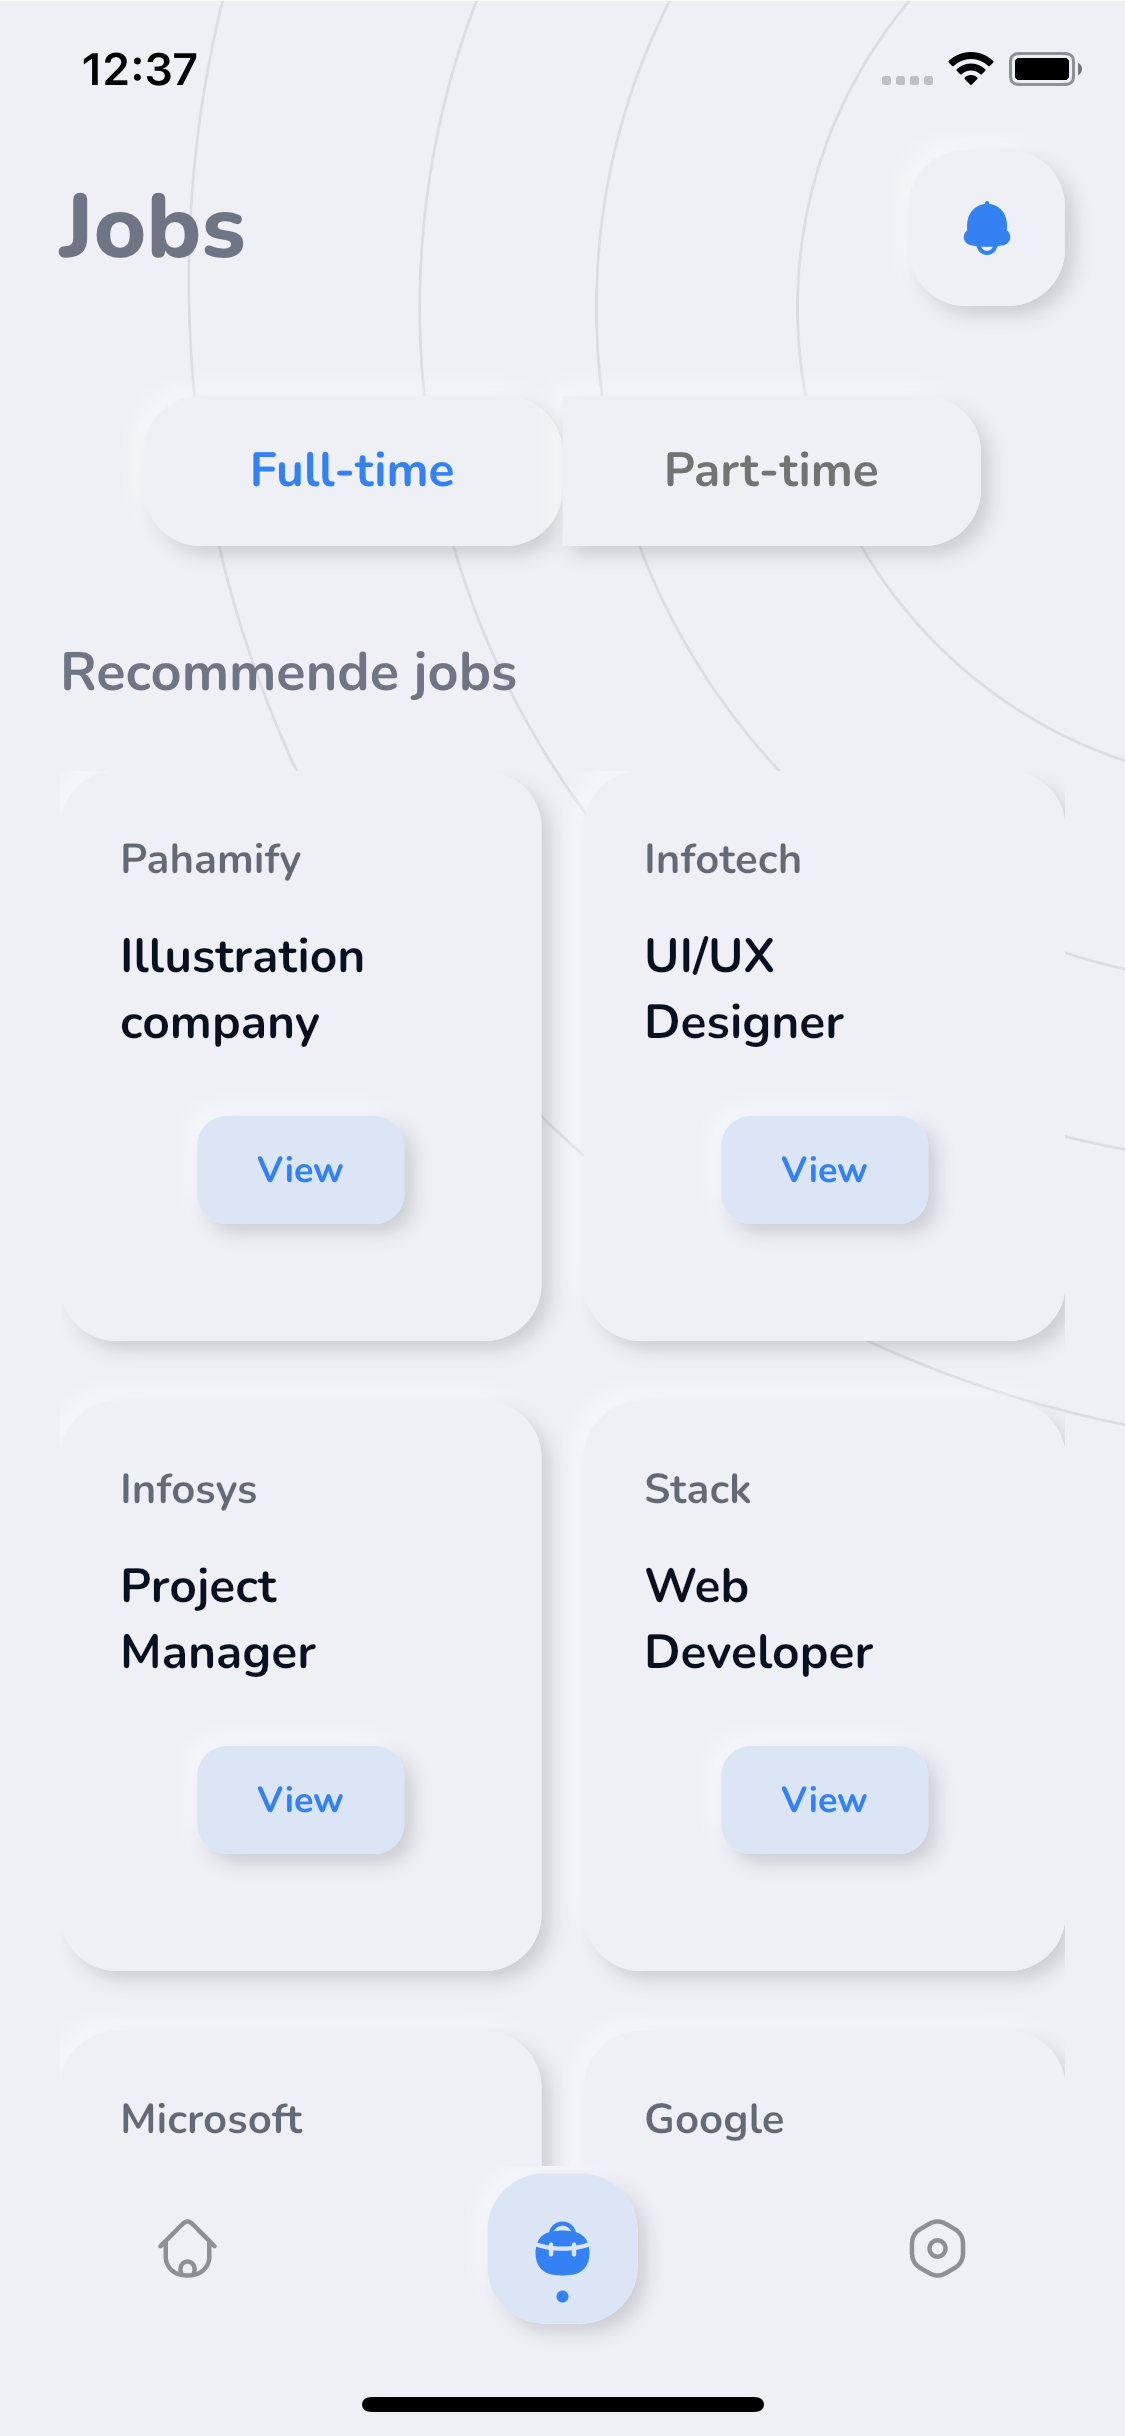 12:37
Jobs
Full-time
Part-time
Recommende jobs
Pahamify
Illustration
company
View
Infotech
UI/UX
Designer
View
Infosys
Project
Manager
View
Stack
Web
Developer
View
Microsoft
Google